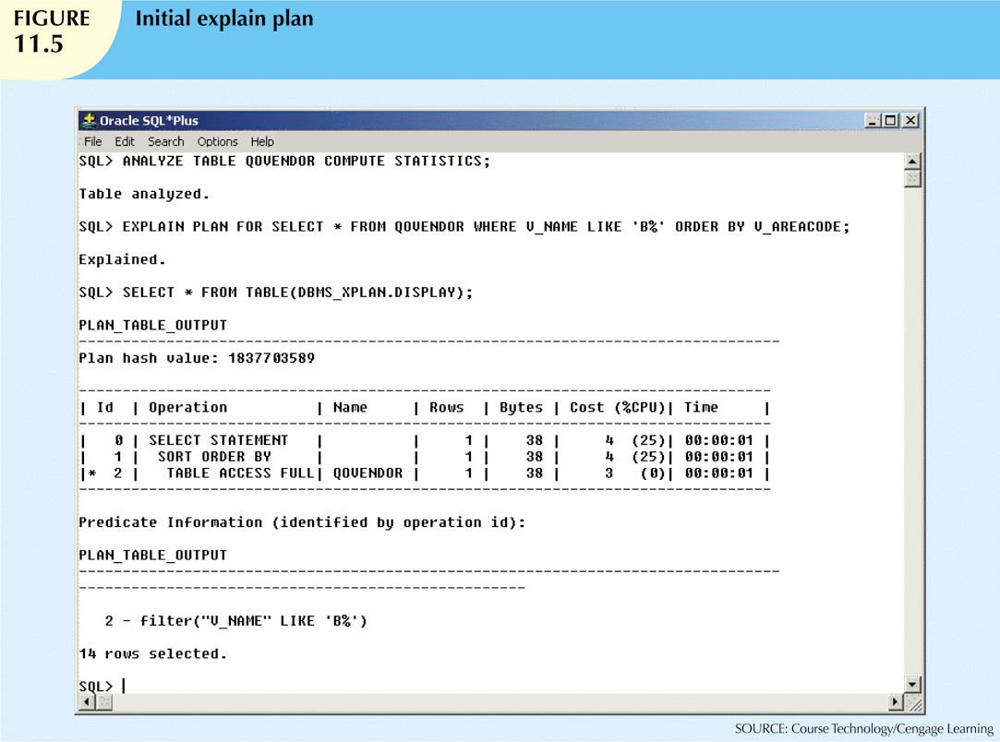 FIGURE
11.5
Initial explain plan
Oracle SQL*Plus
File Edit Search Options Help
SQL> ANALYZE TABLE QOVENDOR COMPUTE STATISTICS;
Table analyzed.
SQL> EXPLAIN PLAN FOR SELECT * FROM QOVENDOR WHERE V_NAME LIKE 'B%' ORDER BY V_AREACODE;
Explained.
SQL> SELECT * FROM TABLE(DBMS_XPLAN.DISPLAY);
PLAN_TABLE_OUTPUT
--------------------------------------------------------------------------------
Plan hash value: 1837703589
-------------------------------------------------------------------------------
| Id | Operation | Name | Rows | Bytes | Cost (%CPU)| Time |
-------------------------------------------------------------------------------
| 0 | SELECT STATEMENT | | 1 | 38 | 4 (25)| 00:00:01 |
| 1 | SORT ORDER BY | | 1 | 38 | 4 (25)| 00:00:01 |
|* 2 | TABLE ACCESS FULL| QOVENDOR | 1 | 38 | 3 (0)| 00:00:01 |
-------------------------------------------------------------------------------
Predicate Information (identified by operation id):
PLAN_TABLE_OUTPUT
--------------------------------------------------------------------------------
---------------------------------------------------
2 - filter("V_NAME" LIKE 'B%')
14 rows selected.
SQL>
SOURCE: Course Technology/Cengage Learning